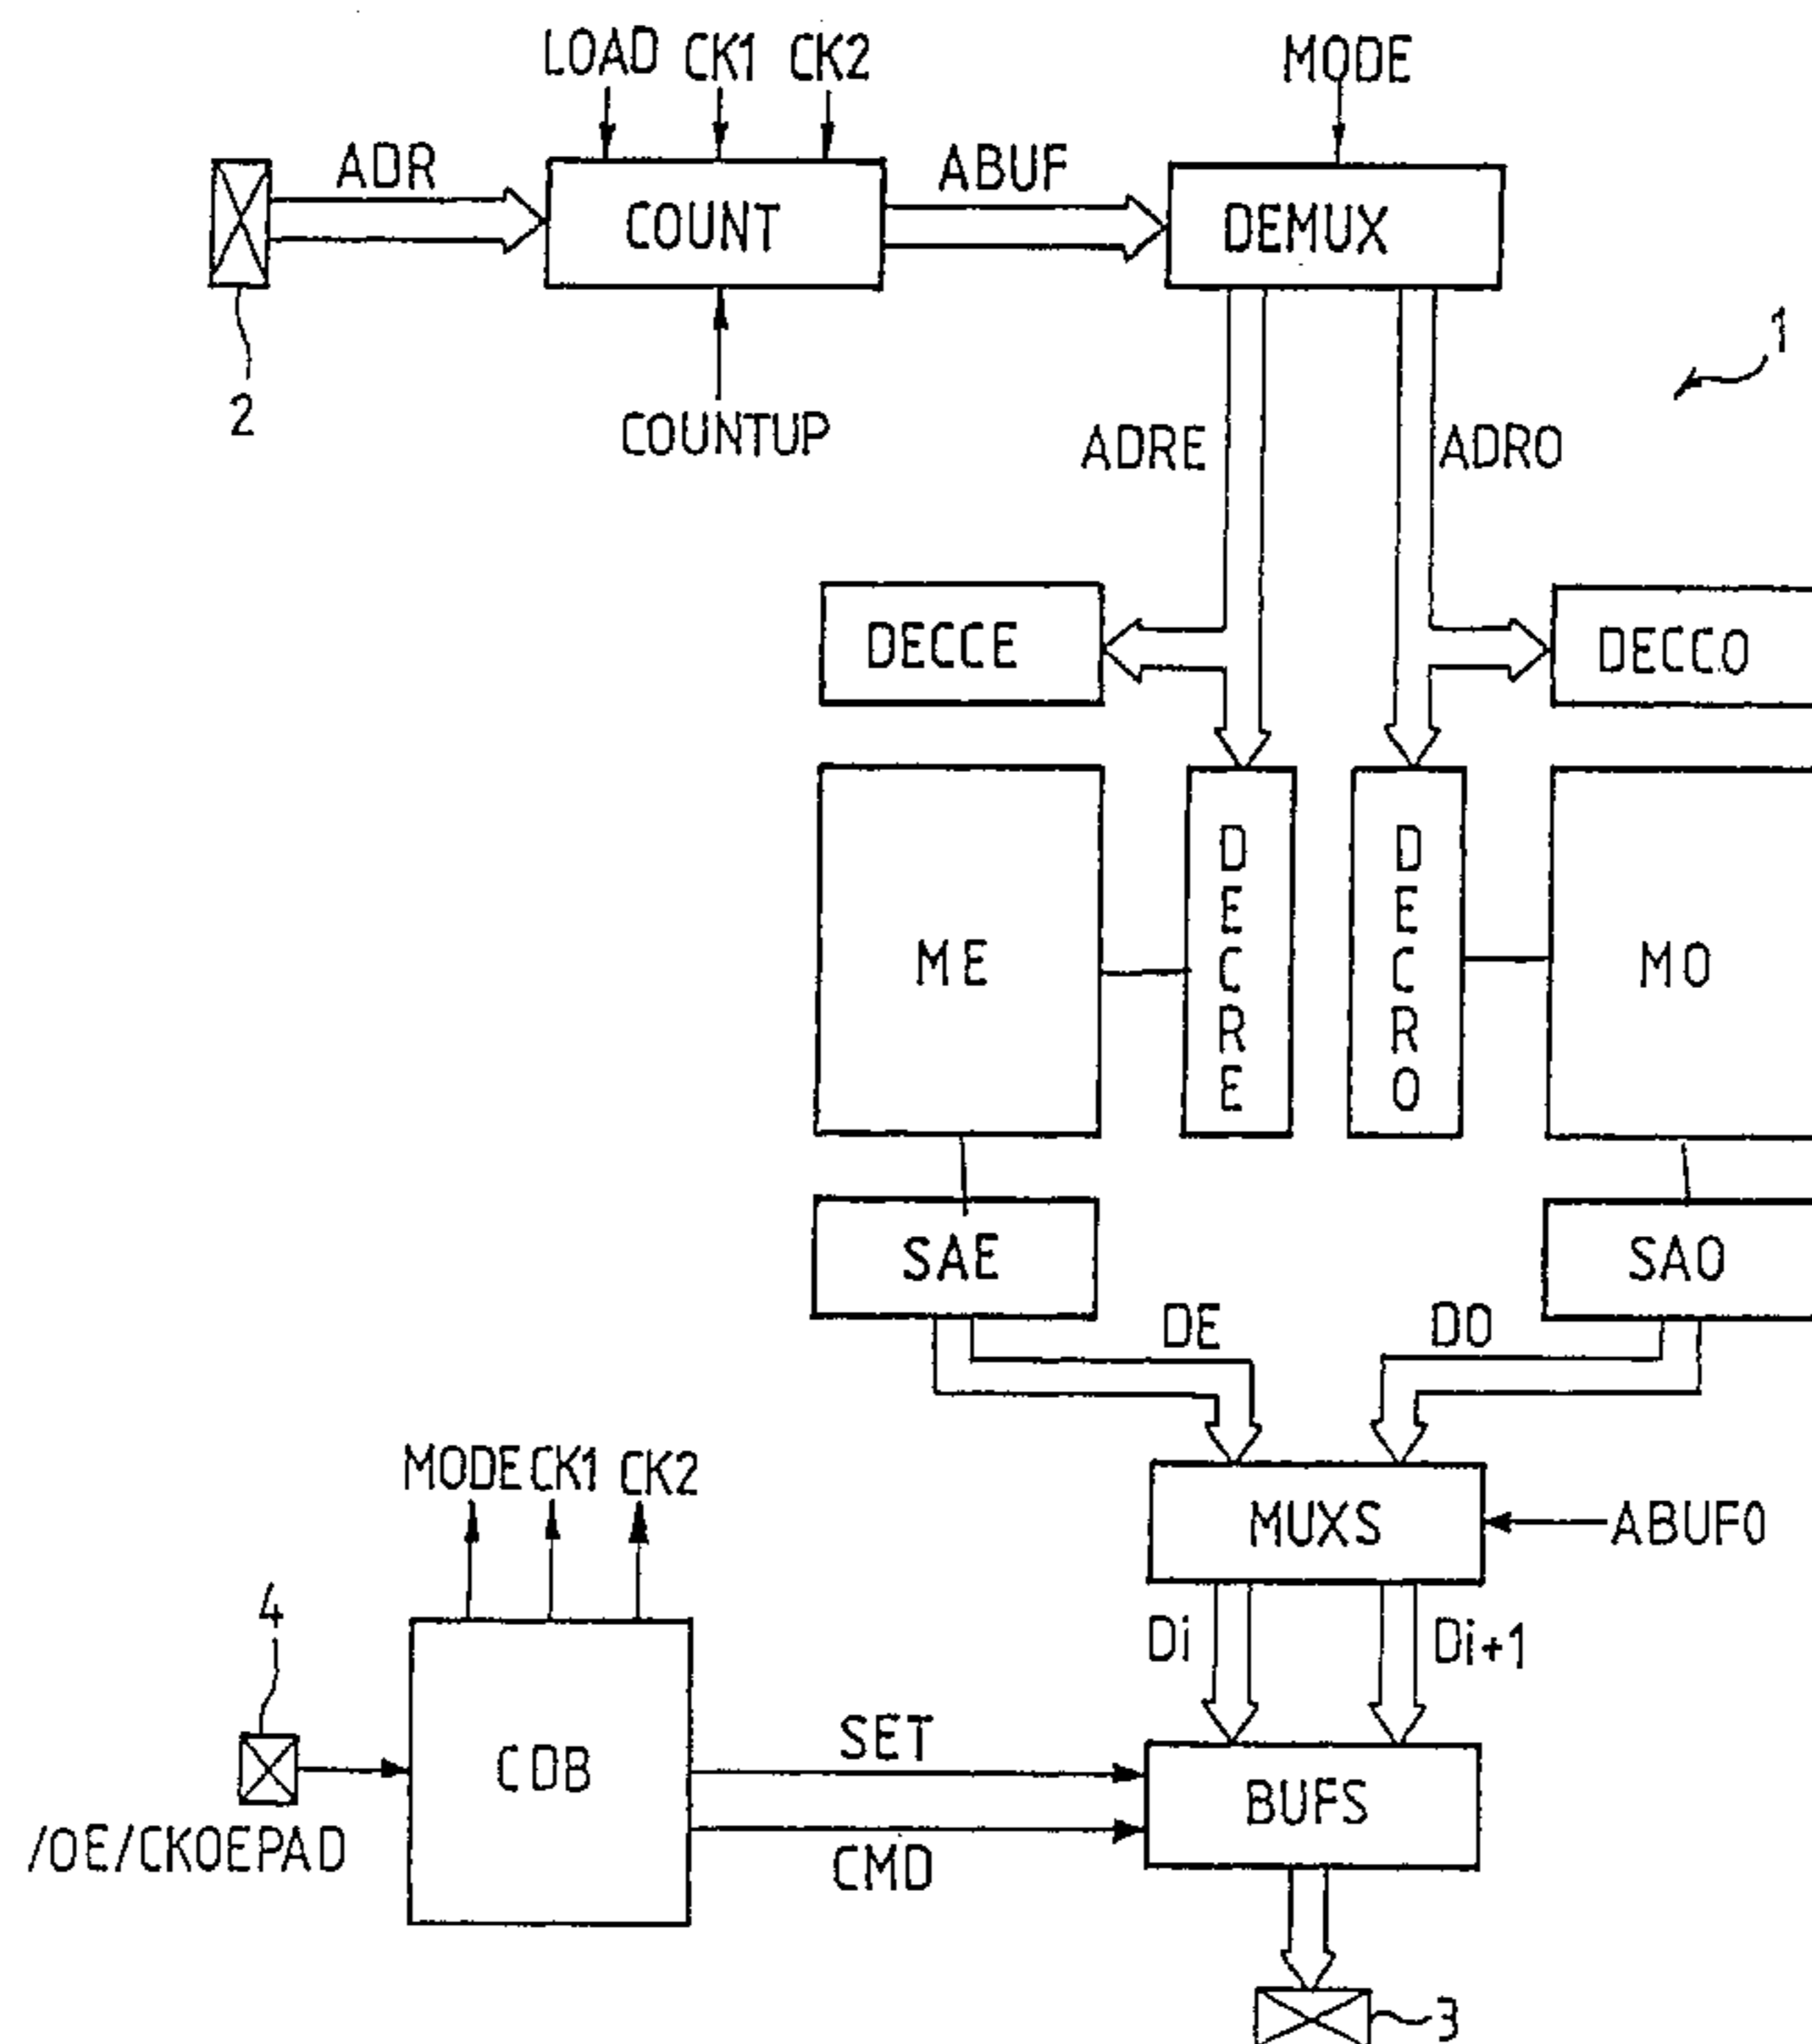 LOAD CK1 CK2
MODE
ADR
ABUF
COUNT
DEMUX
1
2
COUNTUP
ADRE
ADRO
DECCE
DECCO
ME
DECRE
DECRO
MO
SAE
SAO
DE
DO
MODE CK1 CK2
MUXS
ABUF0
4
Di
Di+1
CDB
SET
BUFS
/OE/CKOEPAD
CMD
3